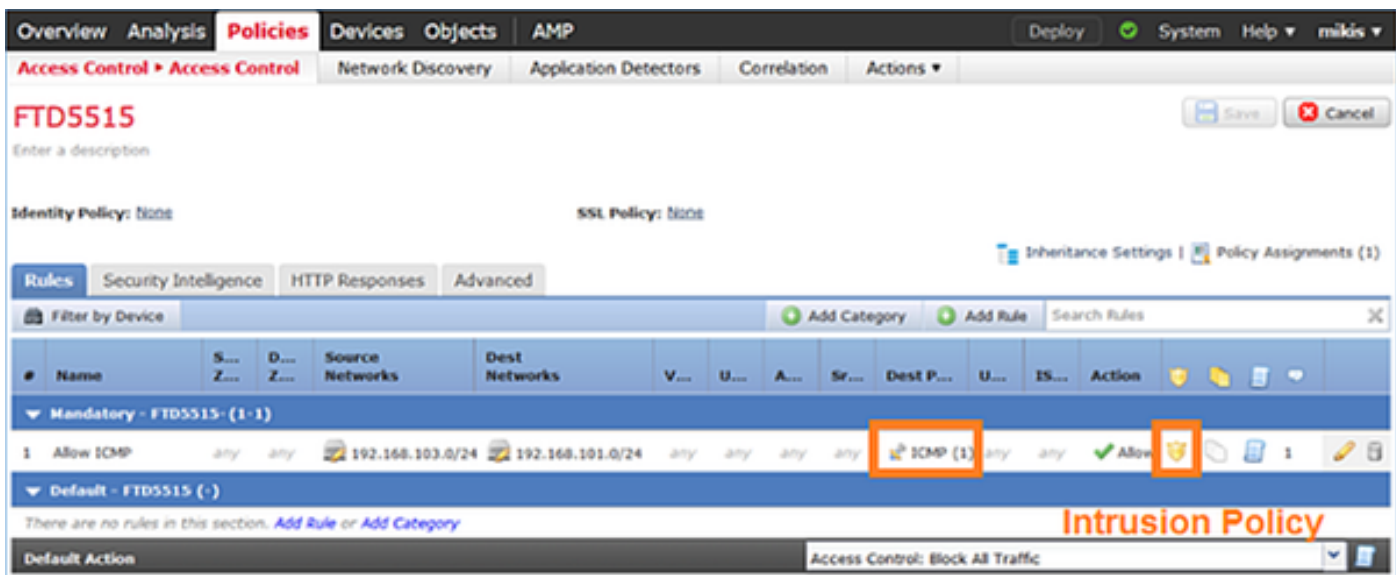 Overview Analysis Policies Devices Objects AMP Deploy System Help ▾ mikis ▾
Access Control ▸ Access Control Network Discovery Application Detectors Correlation Actions ▾
FTD5515
Save Cancel
Enter a description
Identity Policy: None SSL Policy: None
Inheritance Settings | Policy Assignments (1)
Rules Security Intelligence HTTP Responses Advanced
Filter by Device Add Category Add Rule Search Rules
# Name S... Z... D... Z... Source Networks Dest Networks V... U... A... Sr... Dest P... U... IS... Action
Mandatory - FTD5515- (1-1)
1 Allow ICMP any any 192.168.103.0/24 192.168.101.0/24 any any any any ICMP (1) any any Allow 1
Default - FTD5515 (-)
There are no rules in this section. Add Rule or Add Category
Intrusion Policy
Default Action Access Control: Block All Traffic